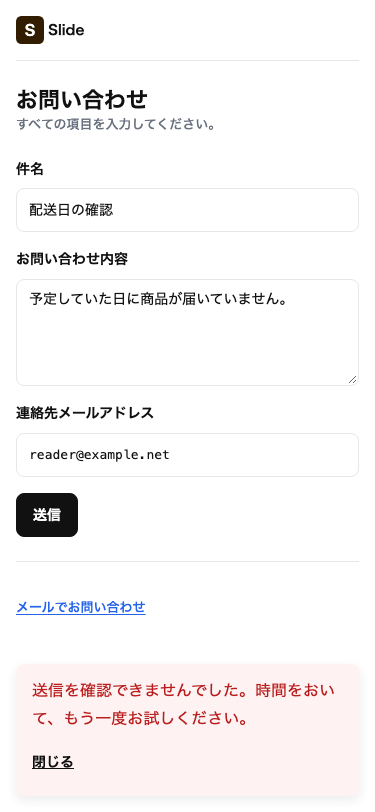 S Slide
お問い合わせ
すべての項目を入力してください。
件名
配送日の確認
お問い合わせ内容
予定していた日に商品が届いていません。
連絡先メールアドレス
reader@example.net
送信
メールでお問い合わせ
送信を確認できませんでした。時間をおい
て、もう一度お試しください。
閉じる